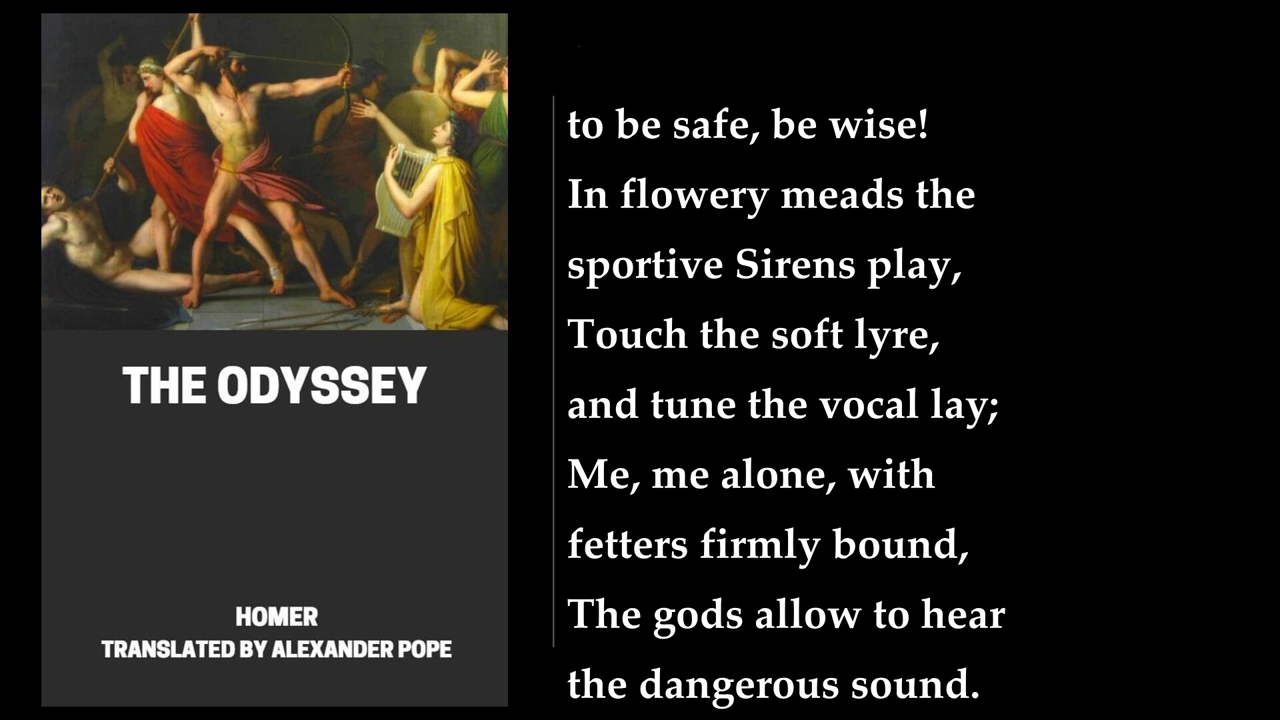 THE ODYSSEY
HOMER
TRANSLATED BY ALEXANDER POPE
to be safe, be wise!
In flowery meads the
sportive Sirens play,
Touch the soft lyre,
and tune the vocal lay;
Me, me alone, with
fetters firmly bound,
The gods allow to hear
the dangerous sound.